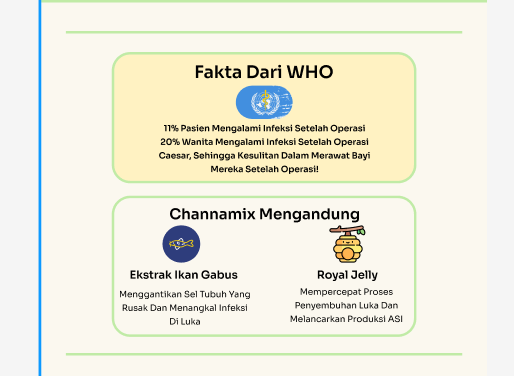 Fakta Dari WHO
11% Pasien Mengalami Infeksi Setelah Operasi
20% Wanita Mengalami Infeksi Setelah Operasi
Caesar, Sehingga Kesulitan Dalam Merawat Bayi
Mereka Setelah Operasi!
Channamix Mengandung
Ekstrak Ikan Gabus
Menggantikan Sel Tubuh Yang
Rusak Dan Menangkal Infeksi
Di Luka
Royal Jelly
Mempercepat Proses
Penyembuhan Luka Dan
Melancarkan Produksi ASI